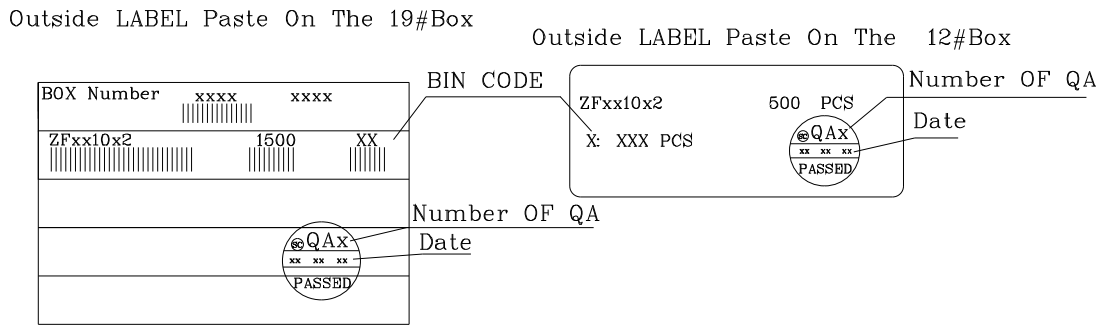 Outside LABEL Paste On The 19#Box
Outside LABEL Paste On The 12#Box
BOX Number xxxx xxxx
ZFxx10x2 1500 XX
BIN CODE
ZFxx10x2 500 PCS
X: XXX PCS
Number OF QA
Date
QAx
xx xx xx
PASSED
Number OF QA
Date
QAx
xx xx xx
PASSED